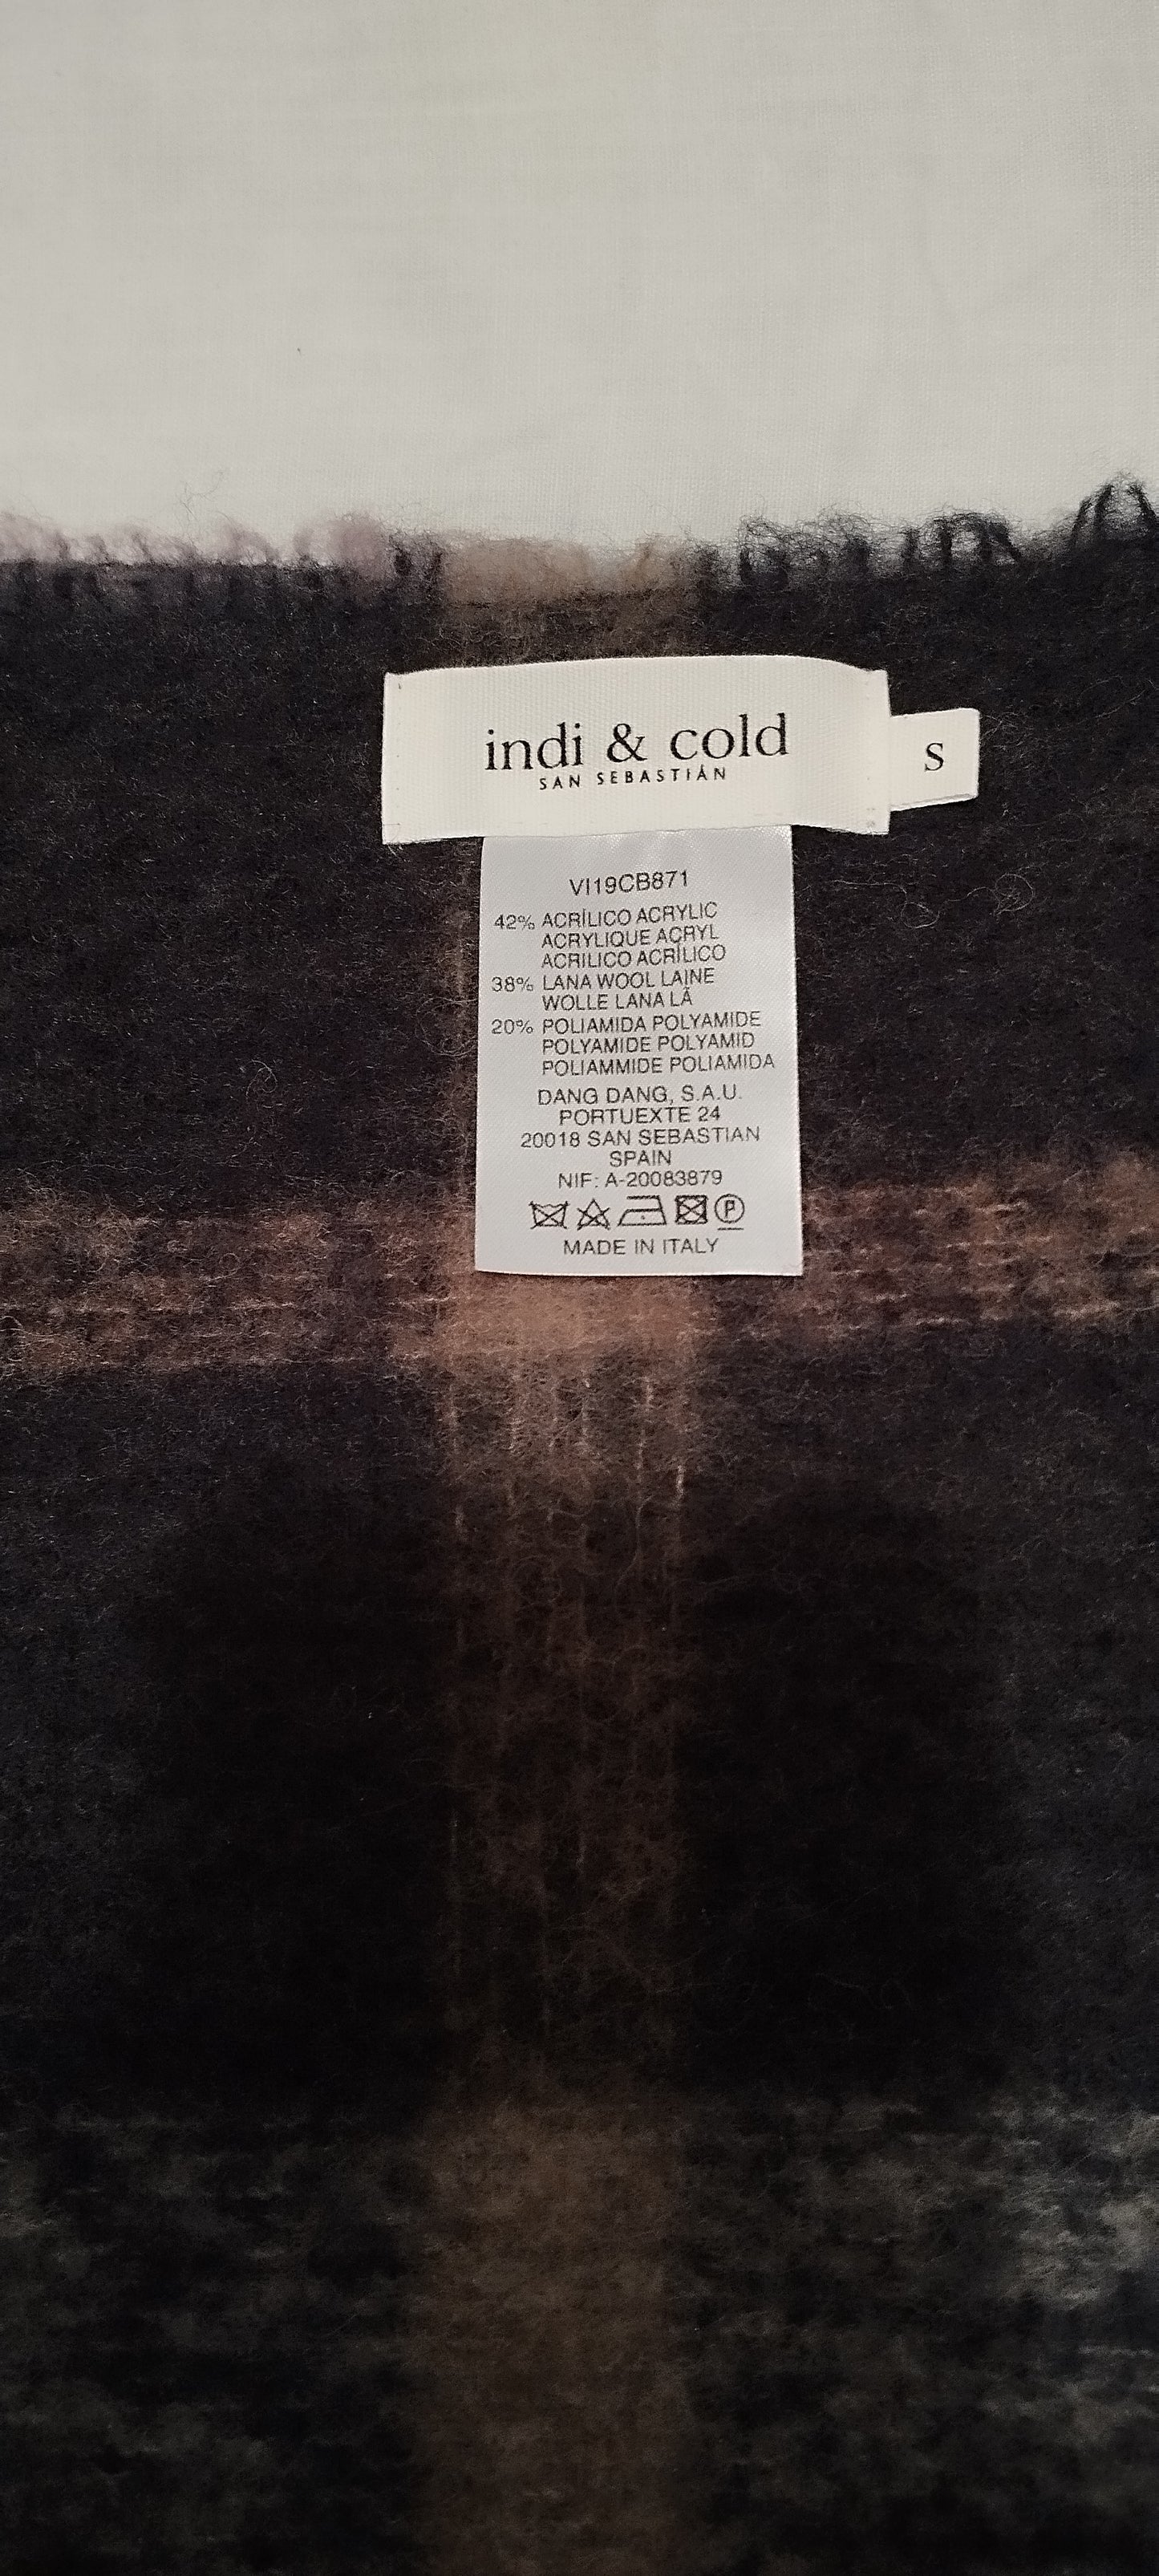 indi & cold
SAN SEBASTIÁN
S
VI19CB871
42% ACRÍLICO ACRYLIC
ACRYLIQUE ACRYL
ACRILICO ACRÍLICO
38% LANA WOOL LAINE
WOLLE LANA LÃ
20% POLIAMIDA POLYAMIDE
POLYAMIDE POLYAMID
POLIAMMIDE POLIAMIDA
DANG DANG, S.A.U.
PORTUEXTE 24
20018 SAN SEBASTIAN
SPAIN
NIF: A-20083879
P
MADE IN ITALY